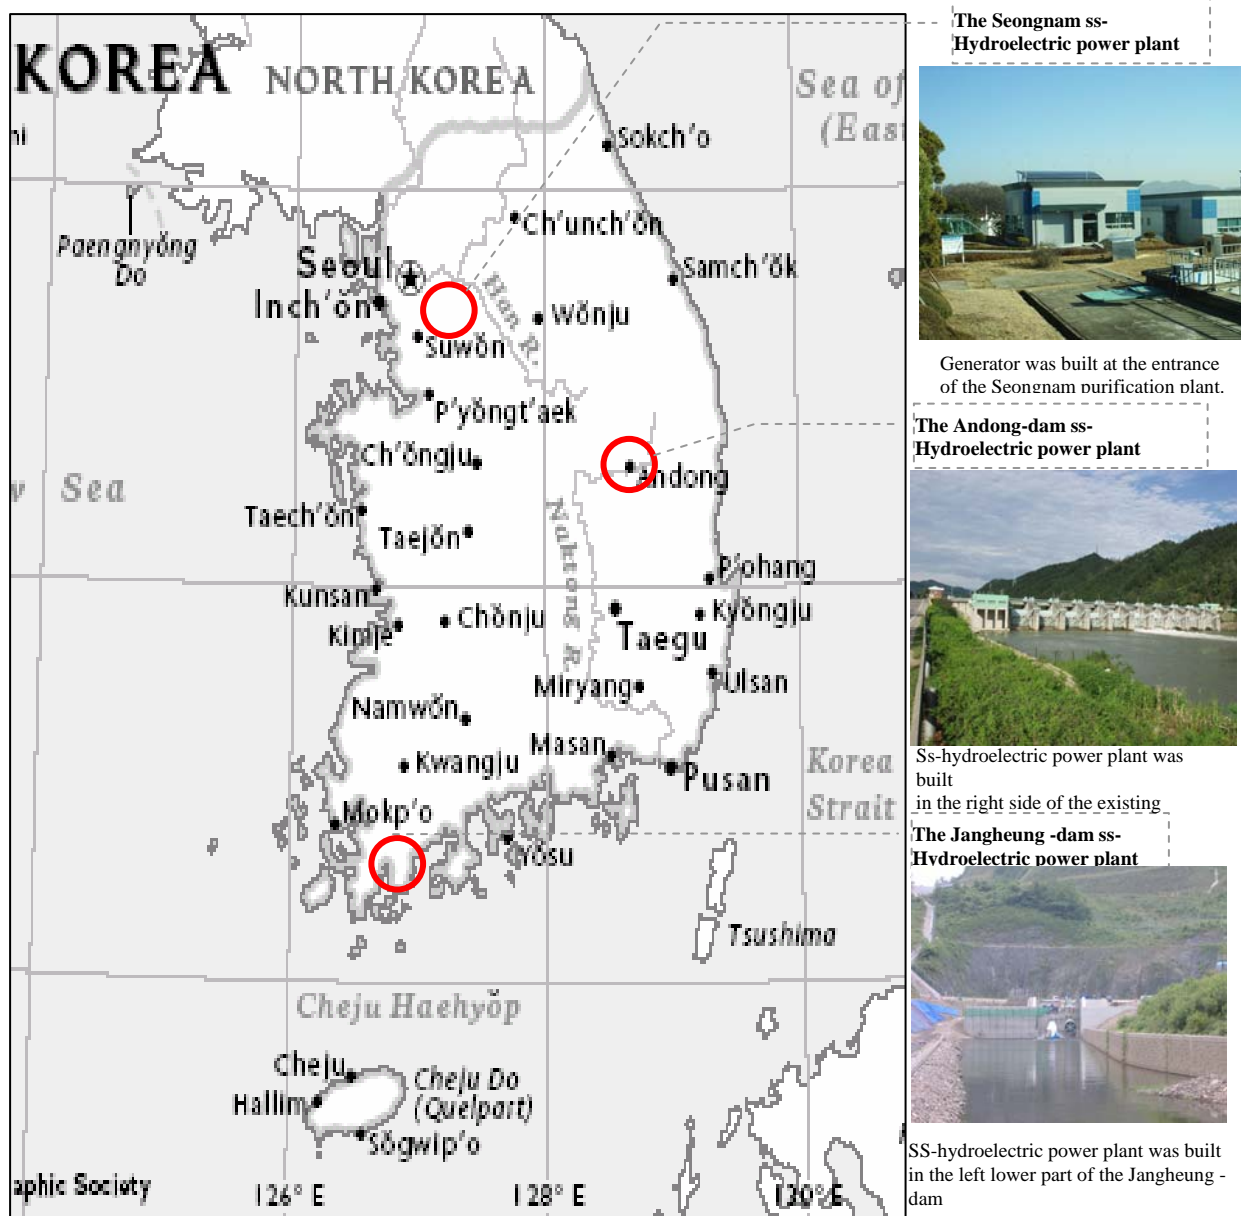 KOREA
NORTH KOREA
Sea of
(East
Sokch'o
Paengnyŏng
Do
Ch'unch'ŏn
Seoul
Samch'ŏk
Inch'ŏn
Han R.
Wŏnju
Suwŏn
P'yŏngt'aek
Ch'ŏngju
Andong
Sea
Taech'ŏn
Taejŏn
Naktong R.
P'ohang
Kunsan
Kyŏngju
Kimje
Chŏnju
Taegu
Miryang
Ulsan
Namwŏn
Masan
Kwangju
Pusan
Korea
Strait
Mokp'o
Yŏsu
Tsushima
Cheju Haehyŏp
Cheju
Cheju Do
(Quelpart)
Hallim
Sŏgwip'o
aphic Society
126° E
128° E
130° E
The Seongnam ss-
Hydroelectric power plant
Generator was built at the entrance
of the Seongnam purification plant.
The Andong-dam ss-
Hydroelectric power plant
Ss-hydroelectric power plant was
built
in the right side of the existing
The Jangheung -dam ss-
Hydroelectric power plant
SS-hydroelectric power plant was built
in the left lower part of the Jangheung -
dam